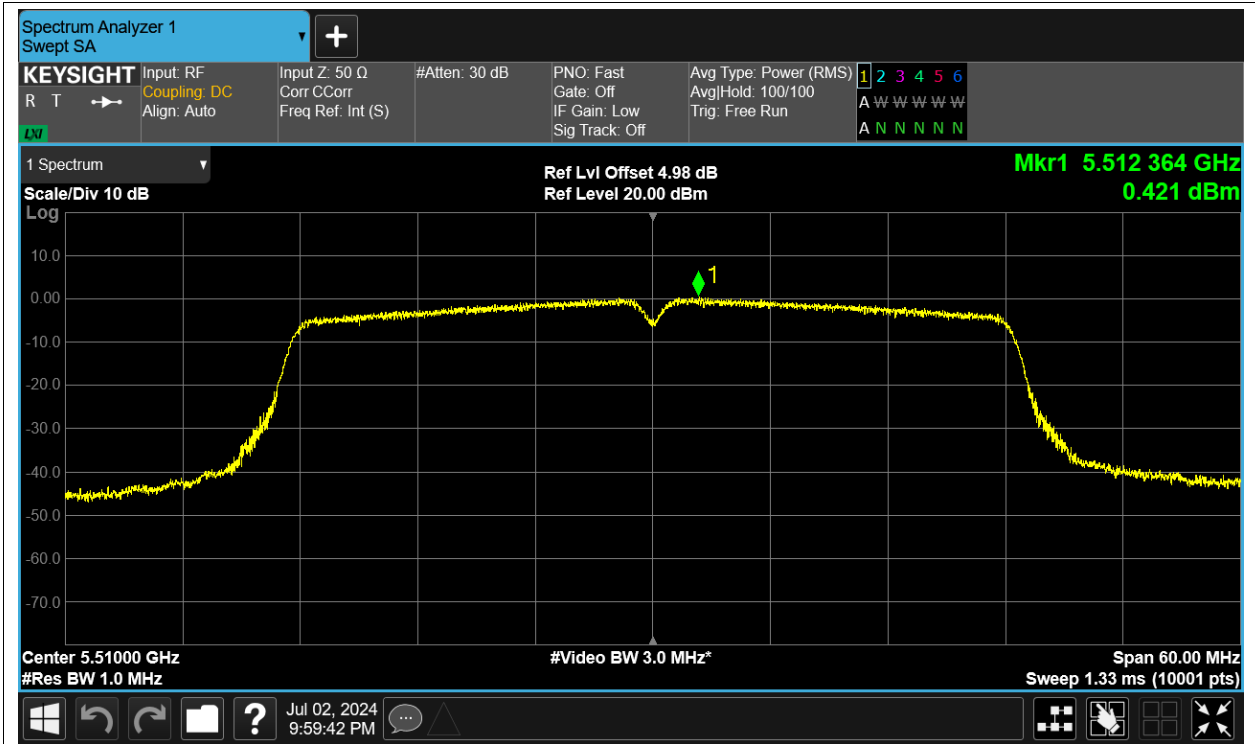 Spectrum Analyzer 1
Swept SA
KEYSIGHT
R T
LXI
Input: RF
Coupling: DC
Align: Auto
Input Z: 50 Ω
Corr CCorr
Freq Ref: Int (S)
#Atten: 30 dB
PNO: Fast
Gate: Off
IF Gain: Low
Sig Track: Off
Avg Type: Power (RMS)
Avg|Hold: 100/100
Trig: Free Run
1 2 3 4 5 6
A W W W W W
A N N N N N
1 Spectrum
Scale/Div 10 dB
Log
Ref Lvl Offset 4.98 dB
Ref Level 20.00 dBm
Mkr1 5.512 364 GHz
0.421 dBm
1
10.0
0.00
-10.0
-20.0
-30.0
-40.0
-50.0
-60.0
-70.0
Center 5.51000 GHz
#Res BW 1.0 MHz
#Video BW 3.0 MHz*
Span 60.00 MHz
Sweep 1.33 ms (10001 pts)
?
Jul 02, 2024
9:59:42 PM